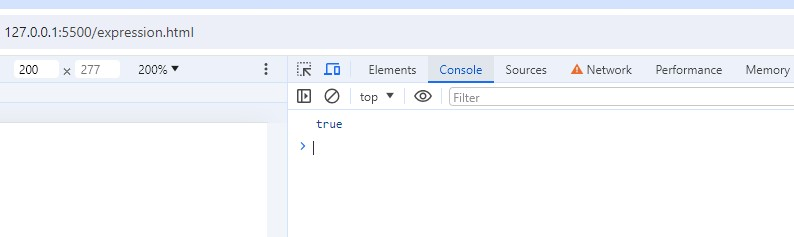 127.0.0.1:5500/expression.html
200 x 277 200% ▼ Elements Console Sources Network Performance Memory
top ▼ Filter
true
>